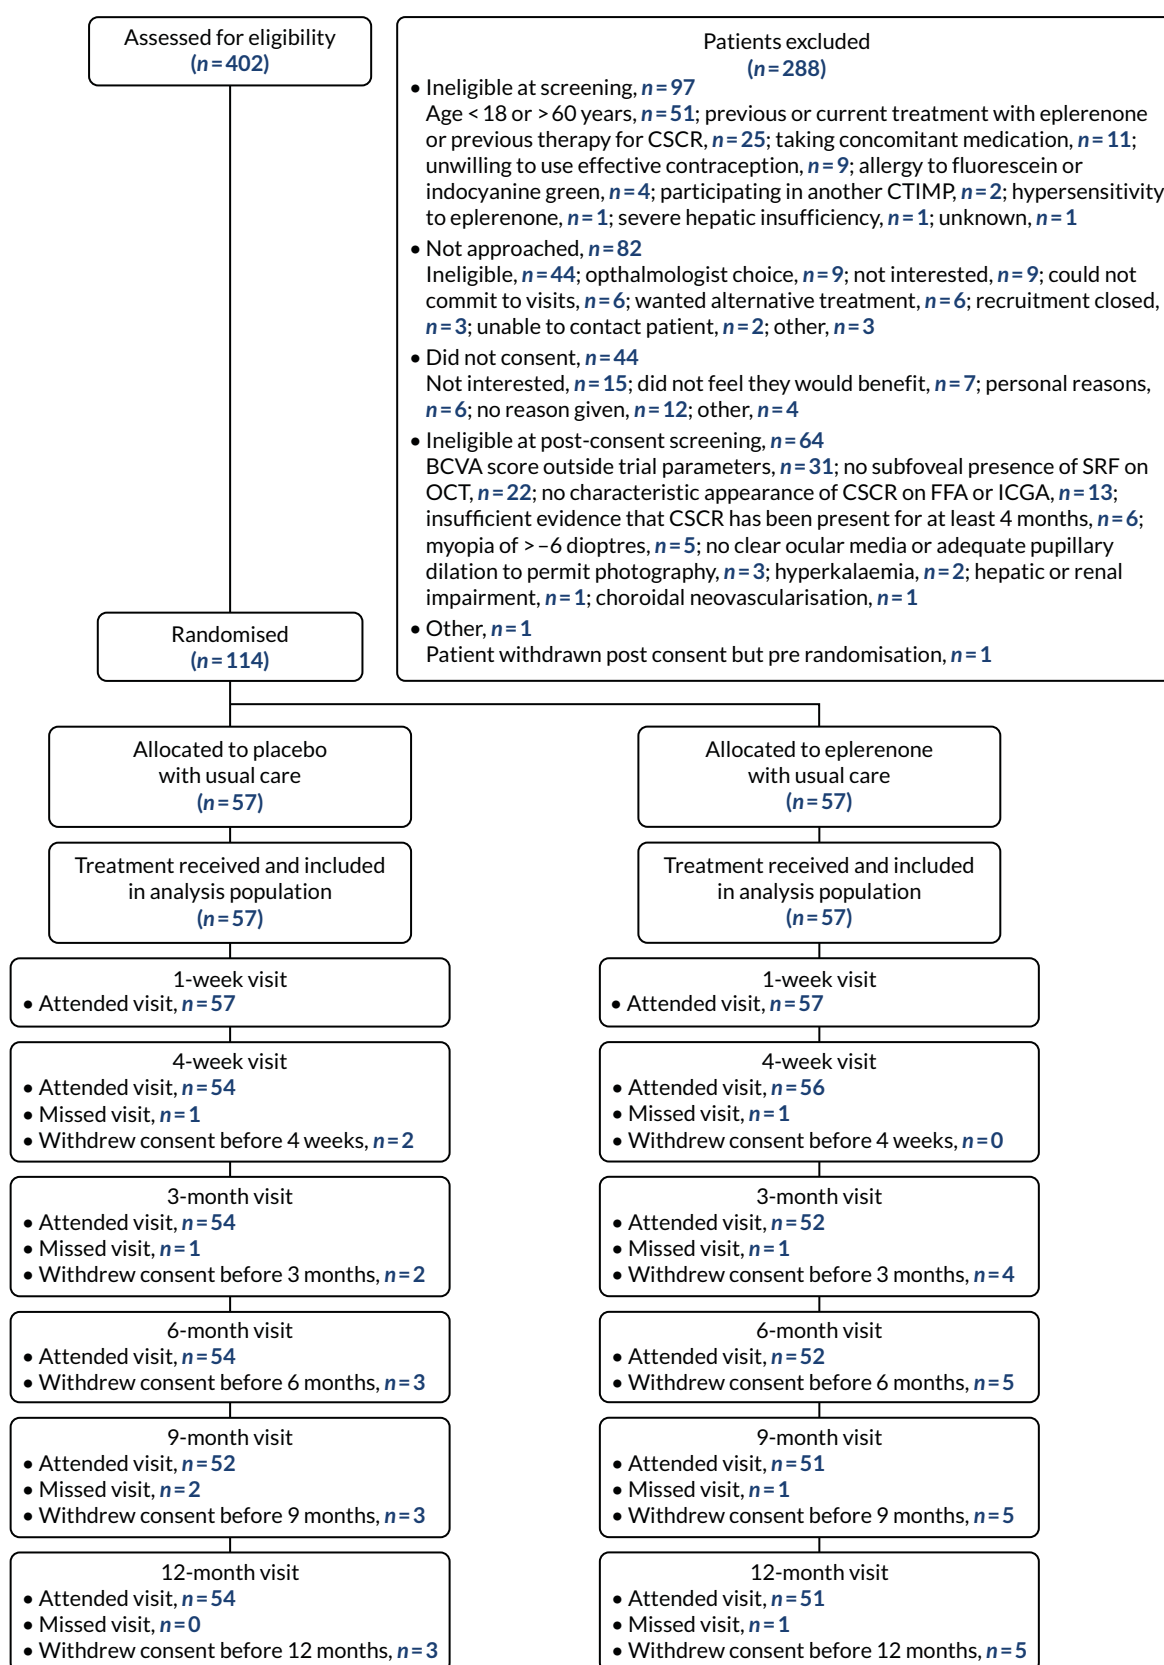 Assessed for eligibility
(n=402)
Patients excluded
(n=288)
• Ineligible at screening, n=97
Age <18 or >60 years, n=51; previous or current treatment with eplerenone
or previous therapy for CSCR, n=25; taking concomitant medication, n=11;
unwilling to use effective contraception, n=9; allergy to fluorescein or
indocyanine green, n=4; participating in another CTIMP, n=2; hypersensitivity
to eplerenone, n=1; severe hepatic insufficiency, n=1; unknown, n=1
• Not approached, n=82
Ineligible, n=44; opthalmologist choice, n=9; not interested, n=9; could not
commit to visits, n=6; wanted alternative treatment, n=6; recruitment closed,
n=3; unable to contact patient, n=2; other, n=3
• Did not consent, n=44
Not interested, n=15; did not feel they would benefit, n=7; personal reasons,
n=6; no reason given, n=12; other, n=4
• Ineligible at post-consent screening, n=64
BCVA score outside trial parameters, n=31; no subfoveal presence of SRF on
OCT, n=22; no characteristic appearance of CSCR on FFA or ICGA, n=13;
insufficient evidence that CSCR has been present for at least 4 months, n=6;
myopia of >–6 dioptres, n=5; no clear ocular media or adequate pupillary
dilation to permit photography, n=3; hyperkalaemia, n=2; hepatic or renal
impairment, n=1; choroidal neovascularisation, n=1
• Other, n=1
Patient withdrawn post consent but pre randomisation, n=1
Randomised
(n=114)
Allocated to placebo
with usual care
(n=57)
Treatment received and included
in analysis population
(n=57)
1-week visit
• Attended visit, n=57
4-week visit
• Attended visit, n=54
• Missed visit, n=1
• Withdrew consent before 4 weeks, n=2
3-month visit
• Attended visit, n=54
• Missed visit, n=1
• Withdrew consent before 3 months, n=2
6-month visit
• Attended visit, n=54
• Withdrew consent before 6 months, n=3
9-month visit
• Attended visit, n=52
• Missed visit, n=2
• Withdrew consent before 9 months, n=3
12-month visit
• Attended visit, n=54
• Missed visit, n=0
• Withdrew consent before 12 months, n=3
Allocated to eplerenone
with usual care
(n=57)
Treatment received and included
in analysis population
(n=57)
1-week visit
• Attended visit, n=57
4-week visit
• Attended visit, n=56
• Missed visit, n=1
• Withdrew consent before 4 weeks, n=0
3-month visit
• Attended visit, n=52
• Missed visit, n=1
• Withdrew consent before 3 months, n=4
6-month visit
• Attended visit, n=52
• Withdrew consent before 6 months, n=5
9-month visit
• Attended visit, n=51
• Missed visit, n=1
• Withdrew consent before 9 months, n=5
12-month visit
• Attended visit, n=51
• Missed visit, n=1
• Withdrew consent before 12 months, n=5